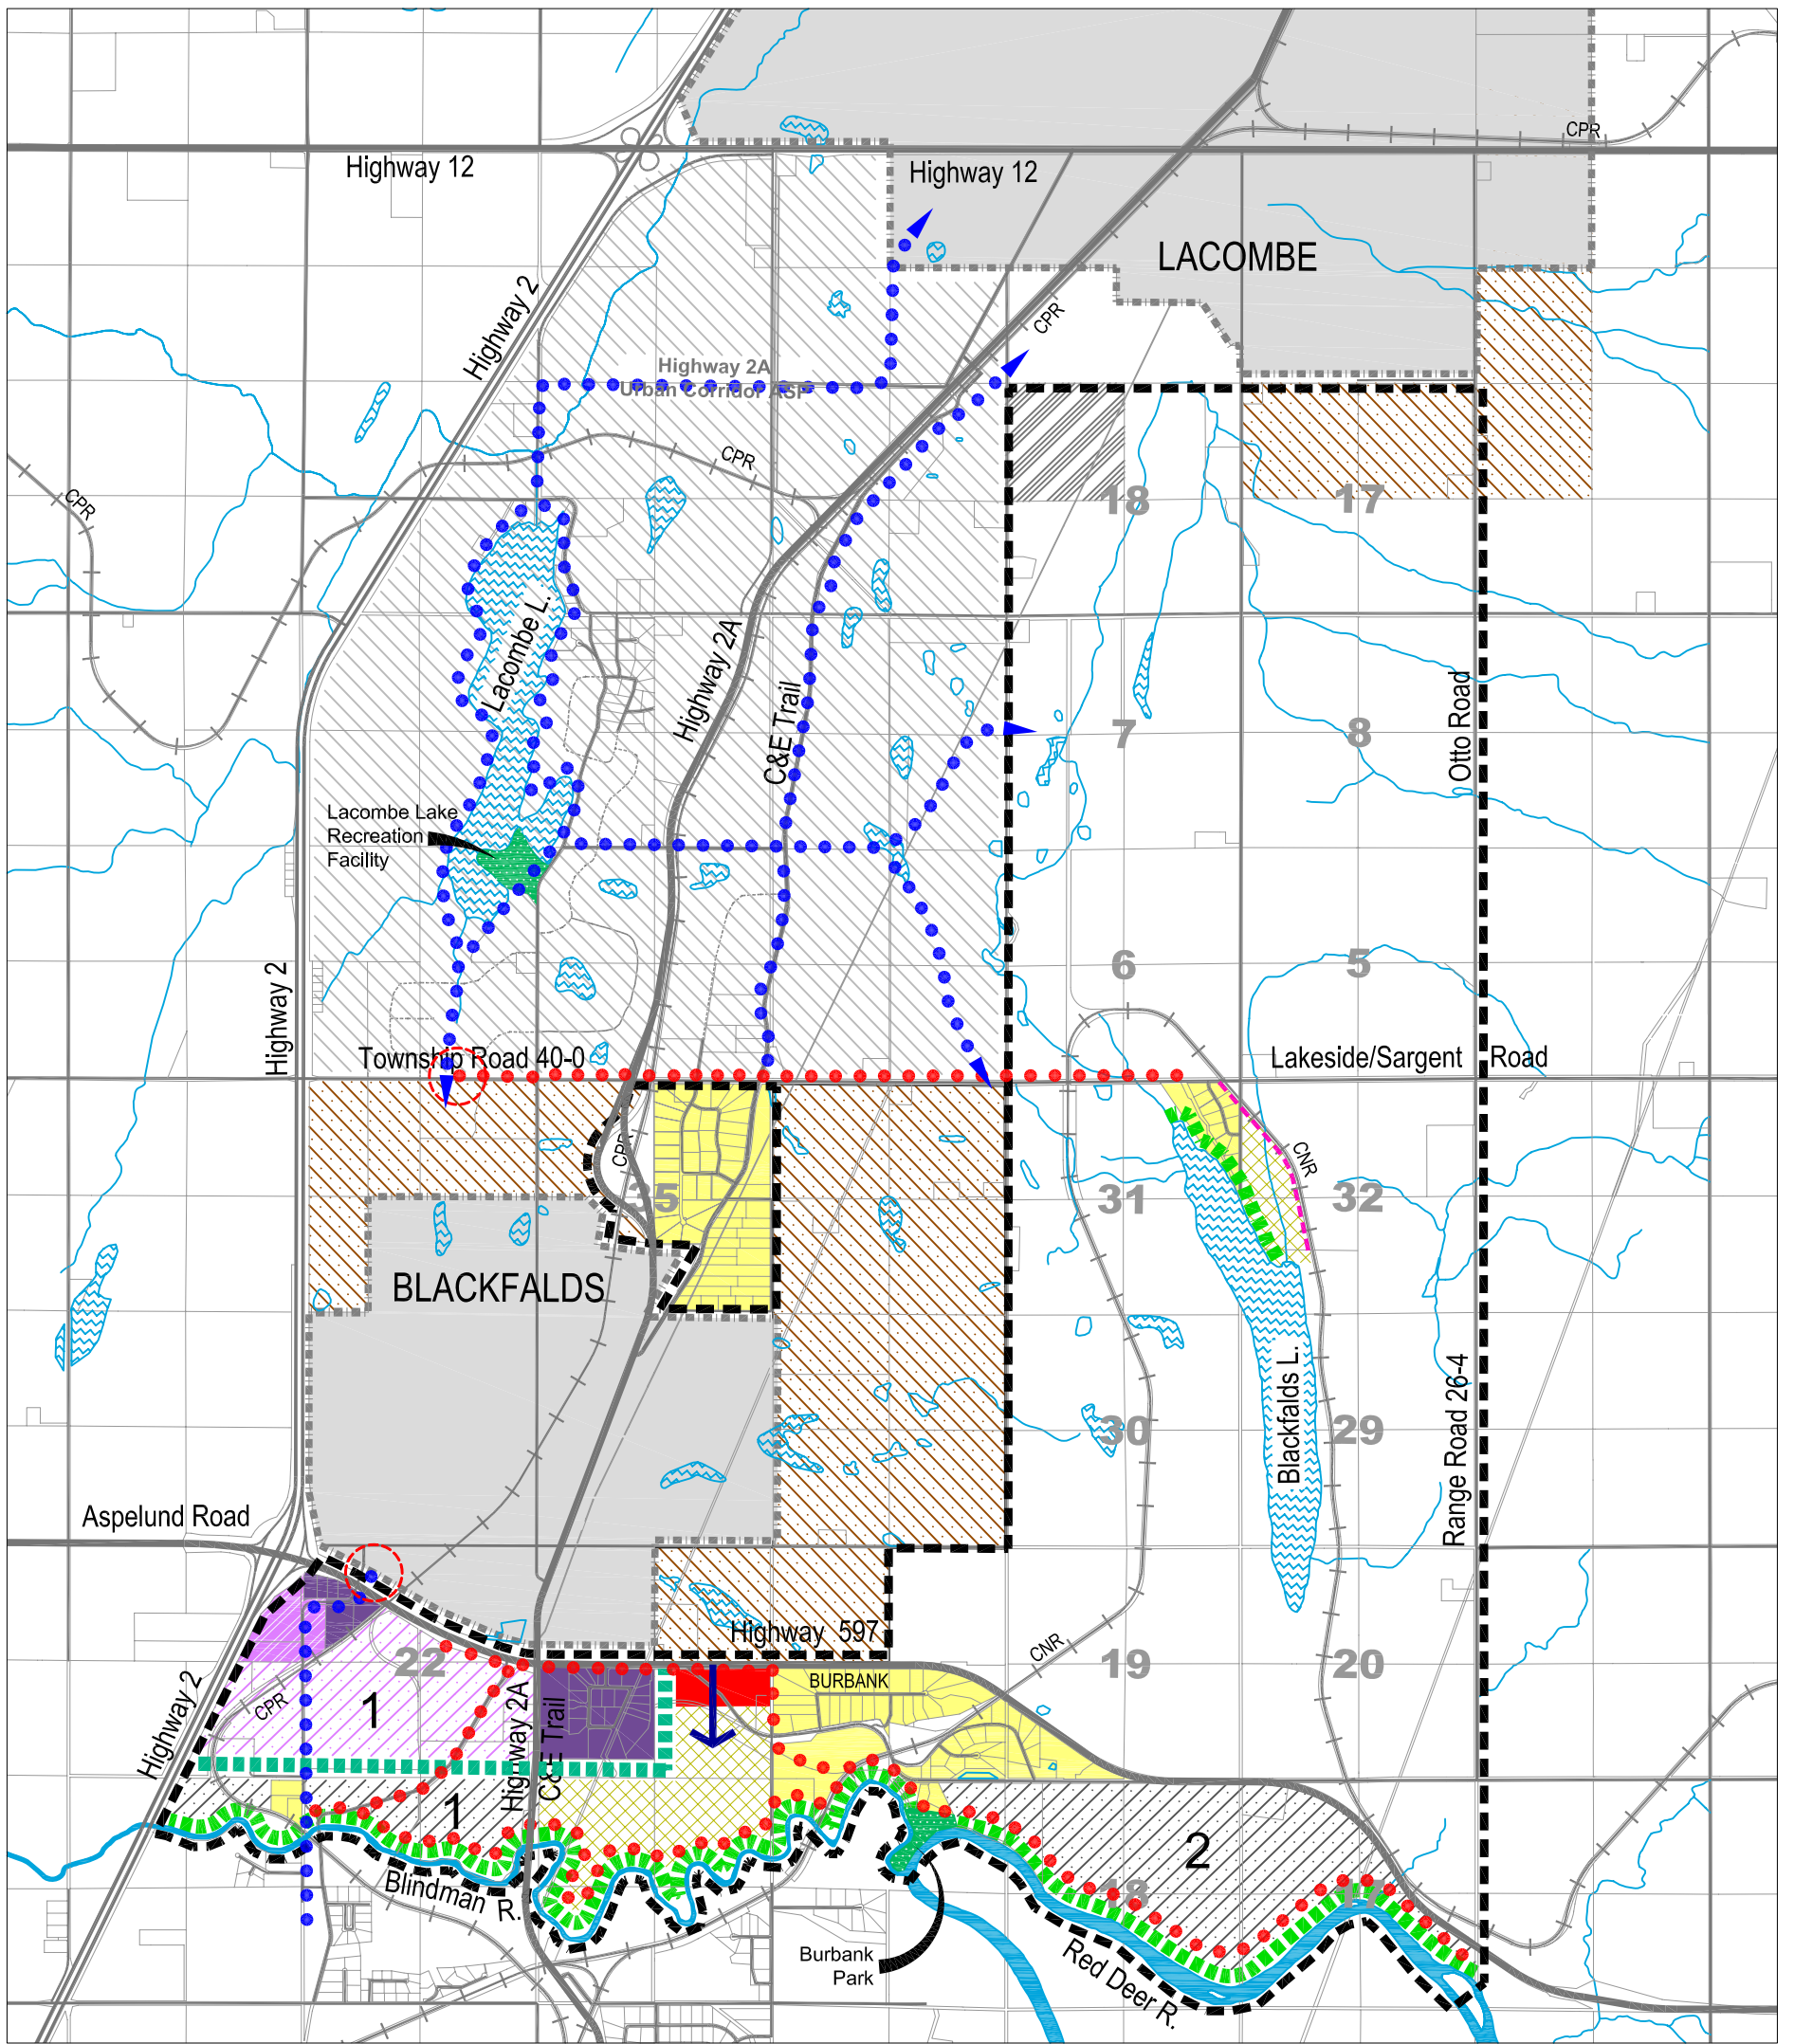 CPR
Highway 12
Highway 12
LACOMBE
Highway 2
CPR
Highway 2A
Urban Corridor ASP
CPR
CPR
18
17
Lacombe L.
Highway 2A
C&E Trail
7
8
Otto Road
Lacombe Lake
Recreation
Facility
6
5
Highway 2
Township Road 40-0
Lakeside/Sargent Road
CPR
CNR
35
31
32
BLACKFALDS
Blackfalds L.
30
29
Range Road 26-4
Aspelund Road
Highway 597
CNR
22
19
20
BURBANK
Highway 2
CPR
1
Highway 2A
C&E Trail
1
2
Blindman R.
18
17
Burbank
Park
Red Deer R.